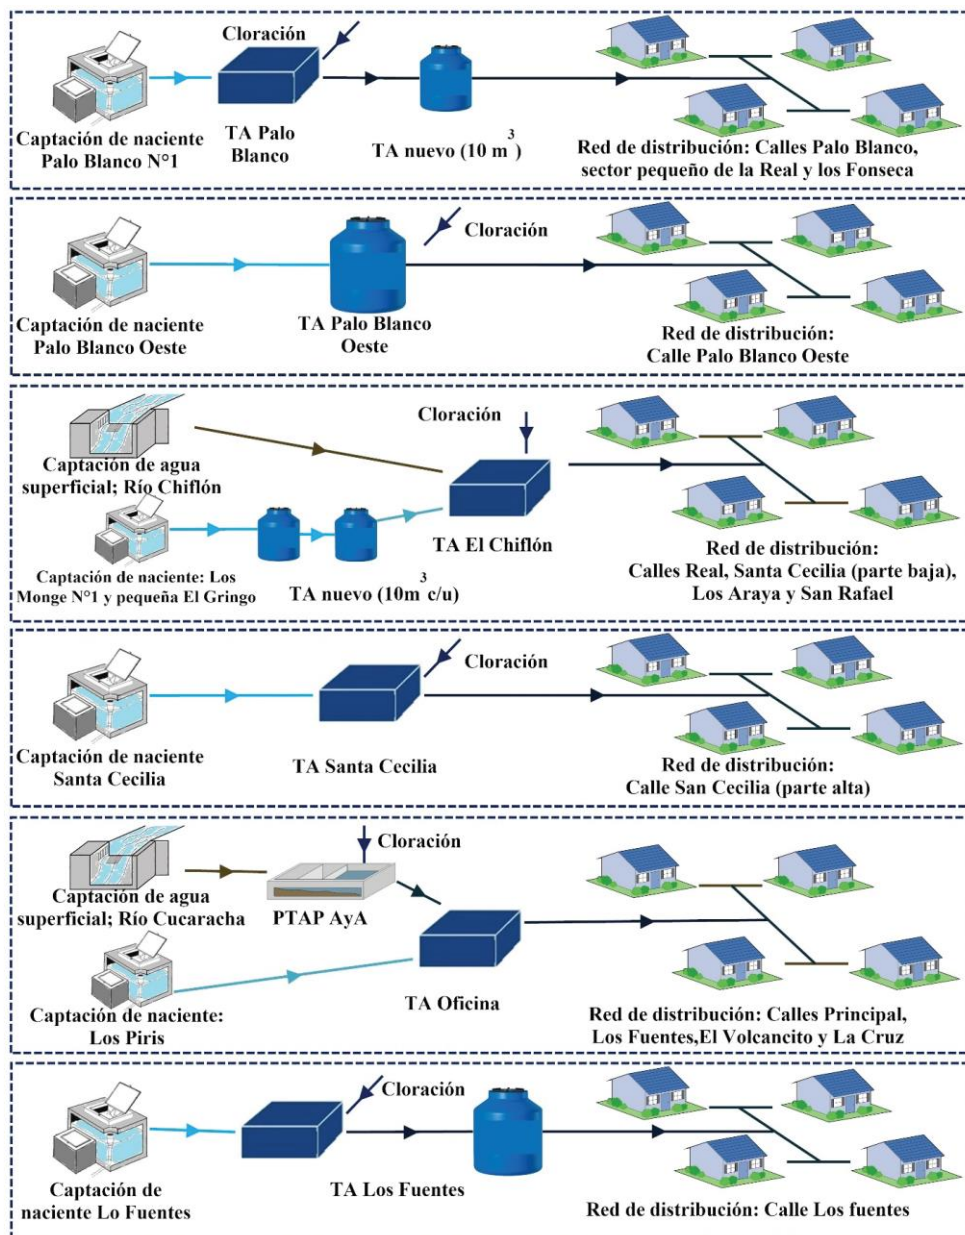 Cloración
Captación de naciente
Palo Blanco N°1
TA Palo
Blanco
TA nuevo (10 m³)
Red de distribución: Calles Palo Blanco,
sector pequeño de la Real y los Fonseca
Cloración
Captación de naciente
Palo Blanco Oeste
TA Palo Blanco
Oeste
Red de distribución:
Calle Palo Blanco Oeste
Cloración
Captación de agua
superficial; Río Chiflón
TA El Chiflón
Captación de naciente: Los
Monge N°1 y pequeña El Gringo
TA nuevo (10m³c/u)
Red de distribución:
Calles Real, Santa Cecilia (parte baja),
Los Araya y San Rafael
Cloración
Captación de naciente
Santa Cecilia
TA Santa Cecilia
Red de distribución:
Calle San Cecilia (parte alta)
Cloración
Captación de agua
superficial; Río Cucaracha
PTAP AyA
TA Oficina
Captación de naciente:
Los Piris
Red de distribución: Calles Principal,
Los Fuentes,El Volcancito y La Cruz
Cloración
Captación de
naciente Lo Fuentes
TA Los Fuentes
Red de distribución: Calle Los fuentes